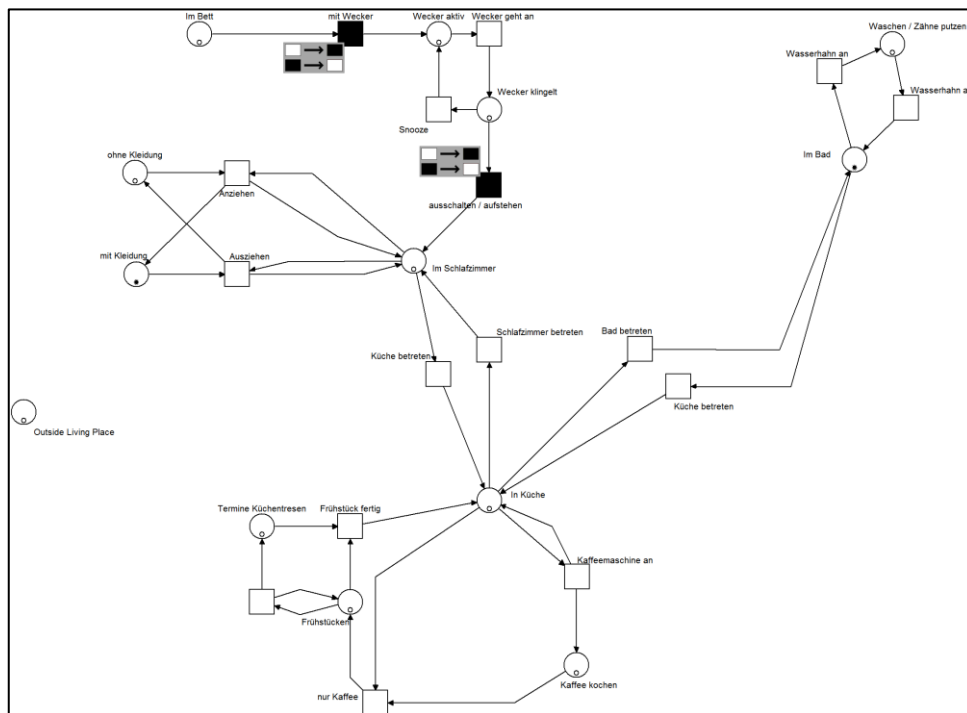 Im Bett
mit Wecker
Wecker aktiv
Wecker geht an
Waschen / Zähne putzen
Wasserhahn an
Wasserhahn a
Wecker klingelt
Snooze
ohne Kleidung
Im Bad
Anziehen
ausschalten / aufstehen
mit Kleidung
Ausziehen
Im Schlafzimmer
Schlafzimmer betreten
Bad betreten
Küche betreten
Küche betreten
Outside Living Place
In Küche
Termine Küchentresen
Frühstück fertig
Kaffeemaschine an
Frühstücken
Kaffee kochen
nur Kaffee